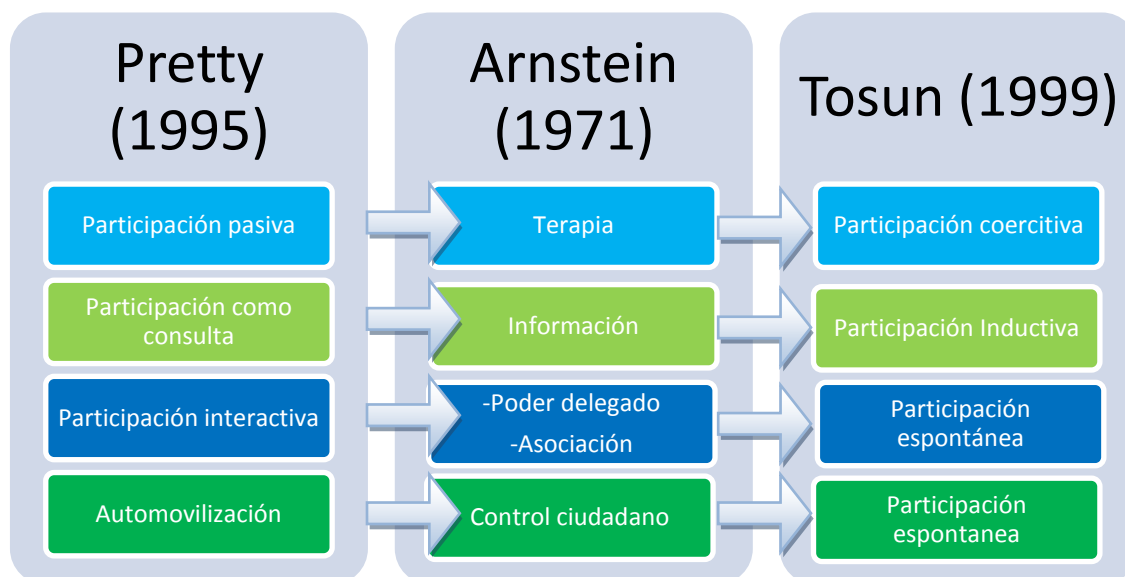 Pretty
(1995)
Participación pasiva
Participación como
consulta
Participación interactiva
Automovilización
Arnstein
(1971)
Terapia
Información
-Poder delegado
-Asociación
Control ciudadano
Tosun (1999)
Participación coercitiva
Participación Inductiva
Participación
espontánea
Participación
espontanea